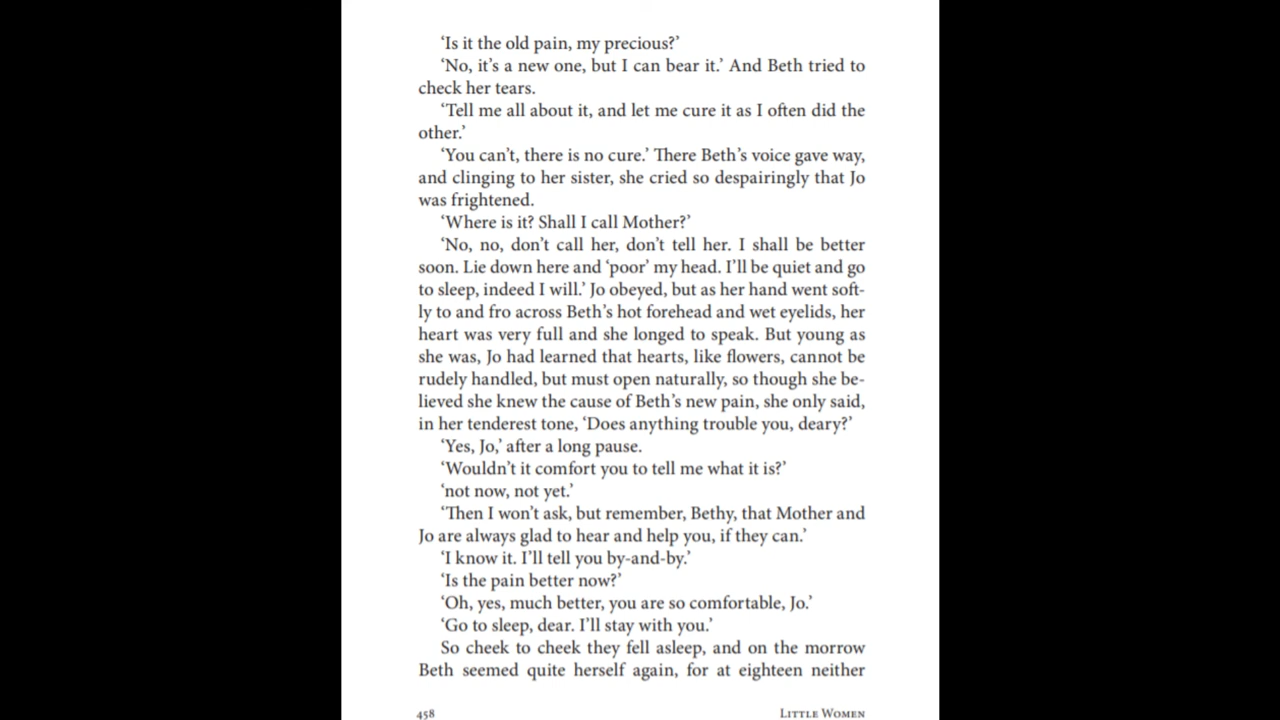 ‘Is it the old pain, my precious?’
‘No, it’s a new one, but I can bear it.’ And Beth tried to
check her tears.
‘Tell me all about it, and let me cure it as I often did the
other.’
‘You can’t, there is no cure.’ There Beth’s voice gave way,
and clinging to her sister, she cried so despairingly that Jo
was frightened.
‘Where is it? Shall I call Mother?’
‘No, no, don’t call her, don’t tell her. I shall be better
soon. Lie down here and ‘poor’ my head. I’ll be quiet and go
to sleep, indeed I will.’ Jo obeyed, but as her hand went soft-
ly to and fro across Beth’s hot forehead and wet eyelids, her
heart was very full and she longed to speak. But young as
she was, Jo had learned that hearts, like flowers, cannot be
rudely handled, but must open naturally, so though she be-
lieved she knew the cause of Beth’s new pain, she only said,
in her tenderest tone, ‘Does anything trouble you, deary?’
‘Yes, Jo,’ after a long pause.
‘Wouldn’t it comfort you to tell me what it is?’
‘not now, not yet.’
‘Then I won’t ask, but remember, Bethy, that Mother and
Jo are always glad to hear and help you, if they can.’
‘I know it. I’ll tell you by-and-by.’
‘Is the pain better now?’
‘Oh, yes, much better, you are so comfortable, Jo.’
‘Go to sleep, dear. I’ll stay with you.’
So cheek to cheek they fell asleep, and on the morrow
Beth seemed quite herself again, for at eighteen neither
458 Little Women